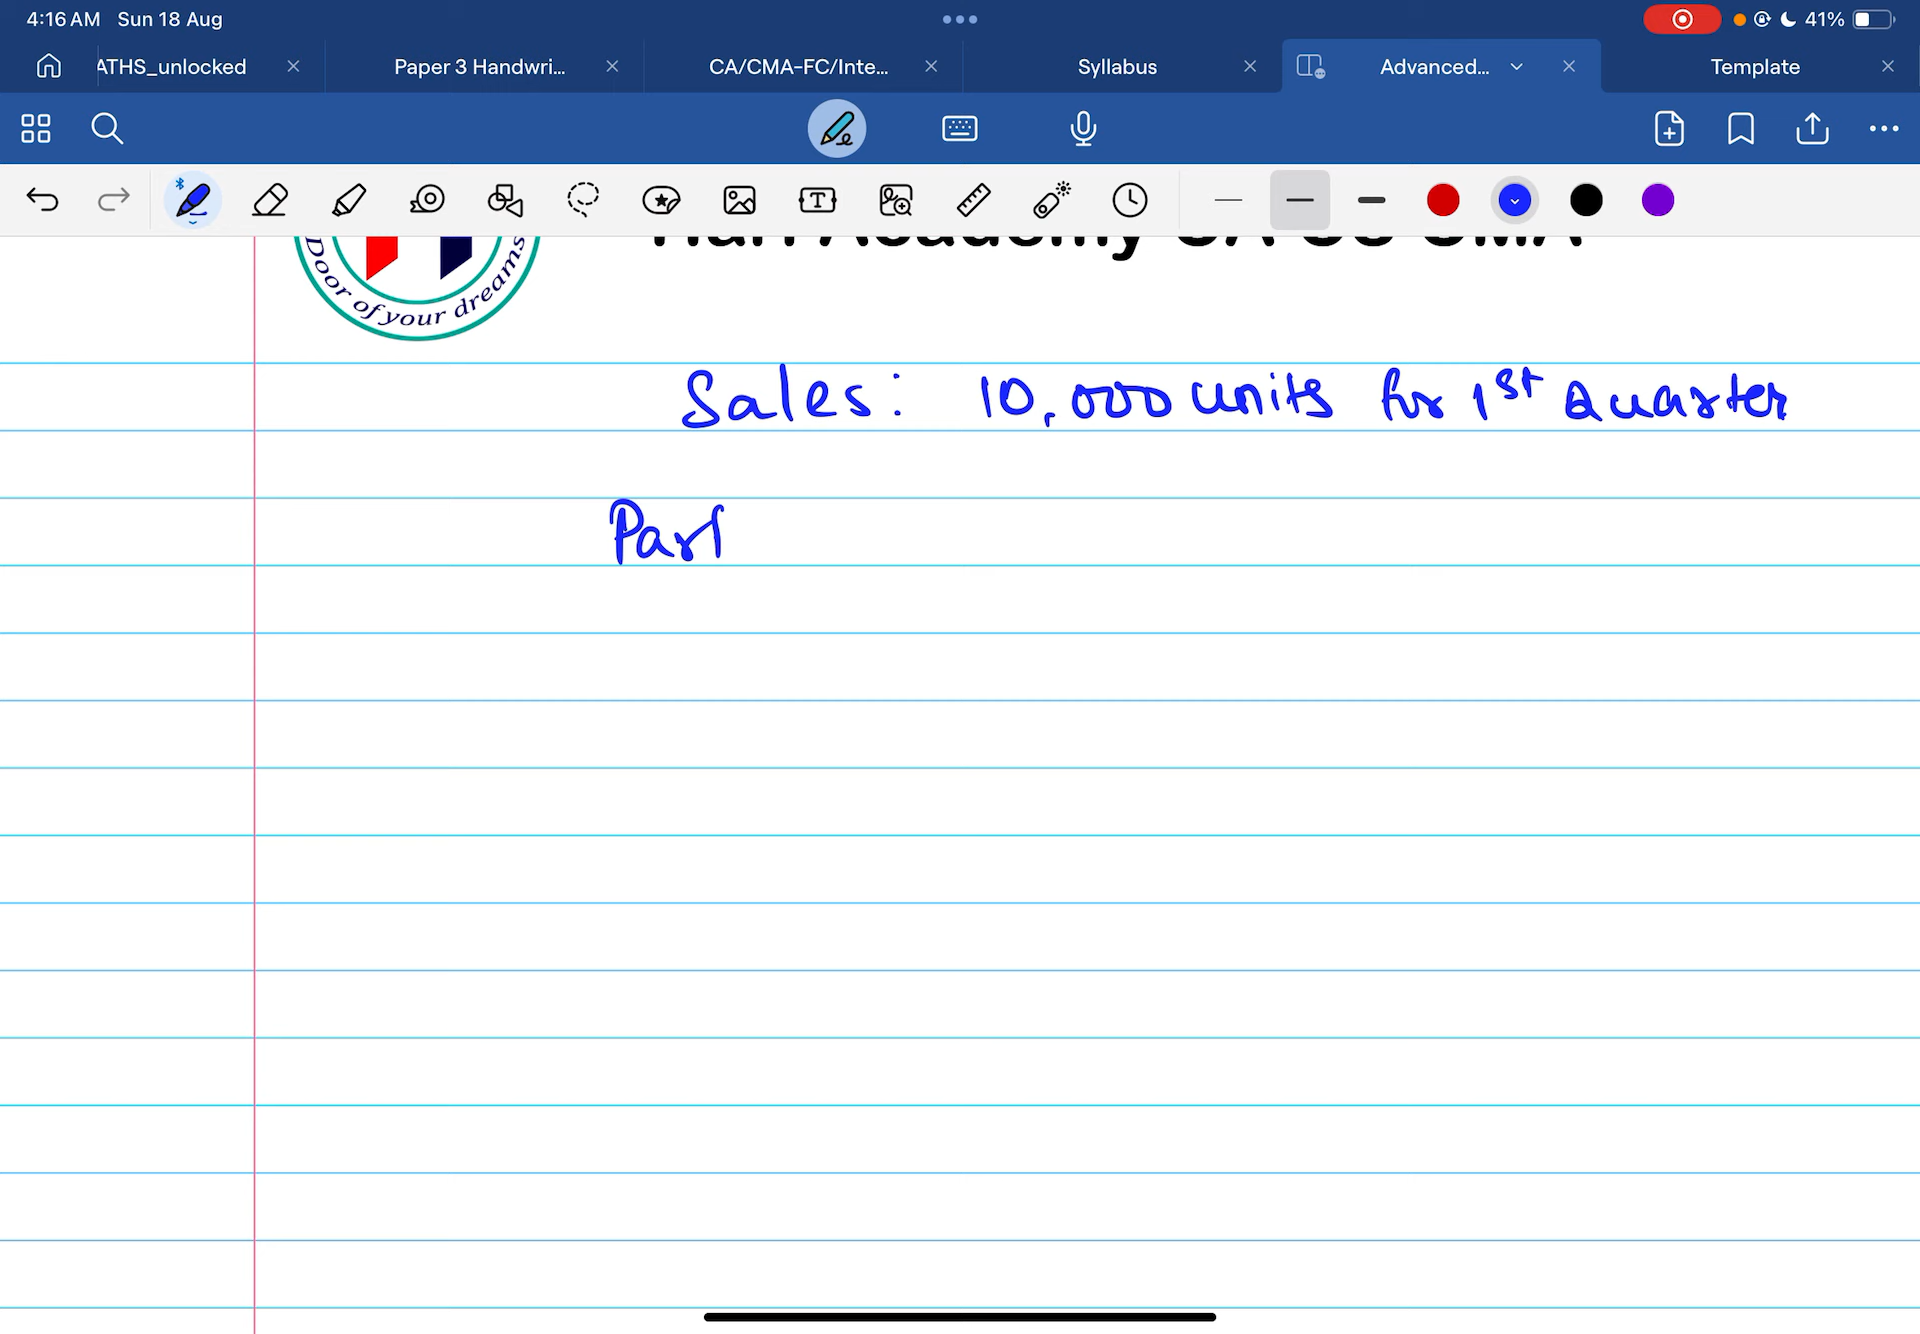 4:16 AM Sun 18 Aug
41%
ATHS_unlocked
Paper 3 Handwri...
CA/CMA-FC/Inte...
Syllabus
Advanced...
Template
Academy
Door of your dreams
Sales: 10,000 units for 1st Quarter
Part